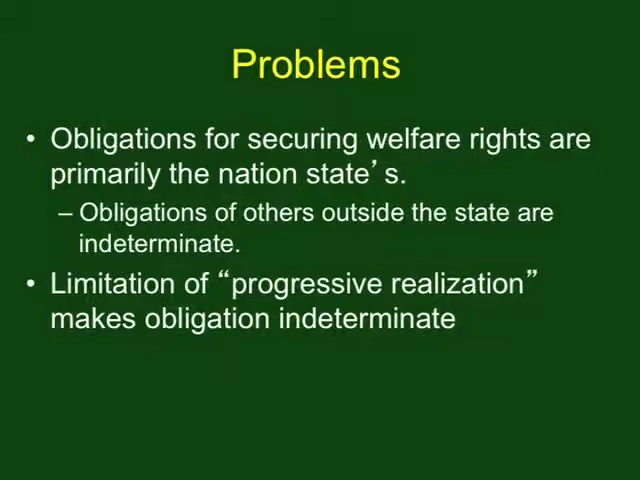 Problems
• Obligations for securing welfare rights are
primarily the nation state’s.
– Obligations of others outside the state are
indeterminate.
• Limitation of “progressive realization”
makes obligation indeterminate